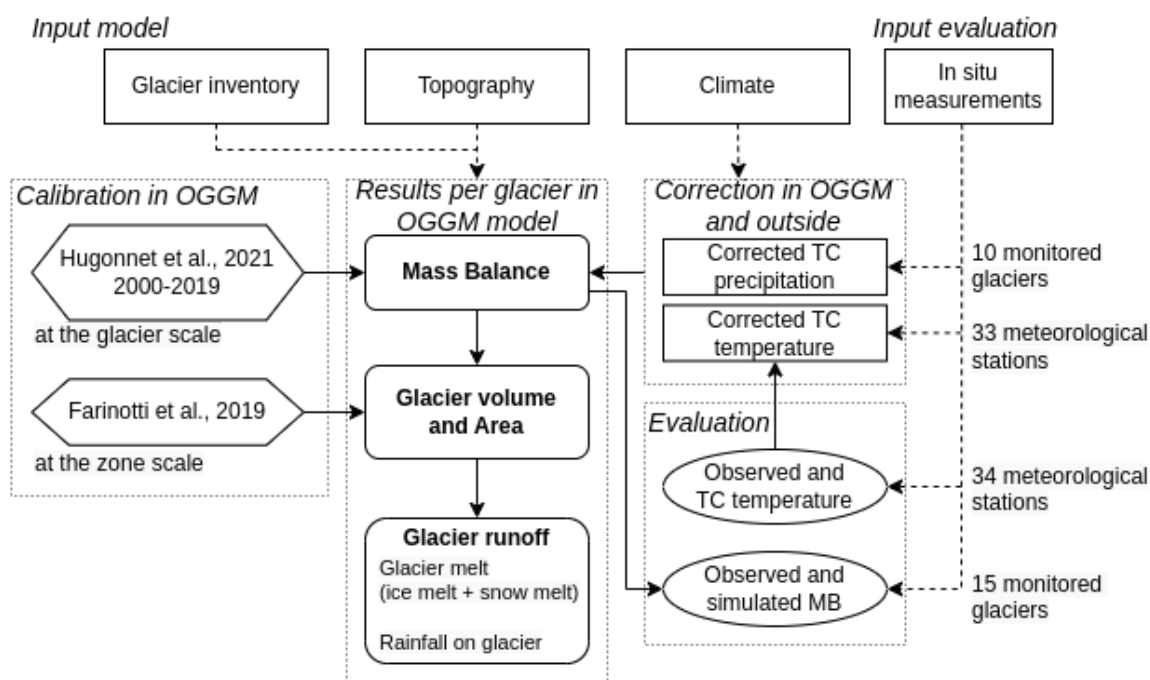 Input model
Input evaluation
Glacier inventory
Topography
Climate
In situ
measurements
Calibration in OGGM
Hugonnet et al., 2021
2000-2019
at the glacier scale
Farinotti et al., 2019
at the zone scale
Results per glacier in
OGGM model
Mass Balance
Glacier volume
and Area
Glacier runoff
Glacier melt
(ice melt + snow melt)
Rainfall on glacier
Correction in OGGM
and outside
Corrected TC
precipitation
Corrected TC
temperature
Evaluation
Observed and
TC temperature
Observed and
simulated MB
10 monitored
glaciers
33 meteorological
stations
34 meteorological
stations
15 monitored
glaciers